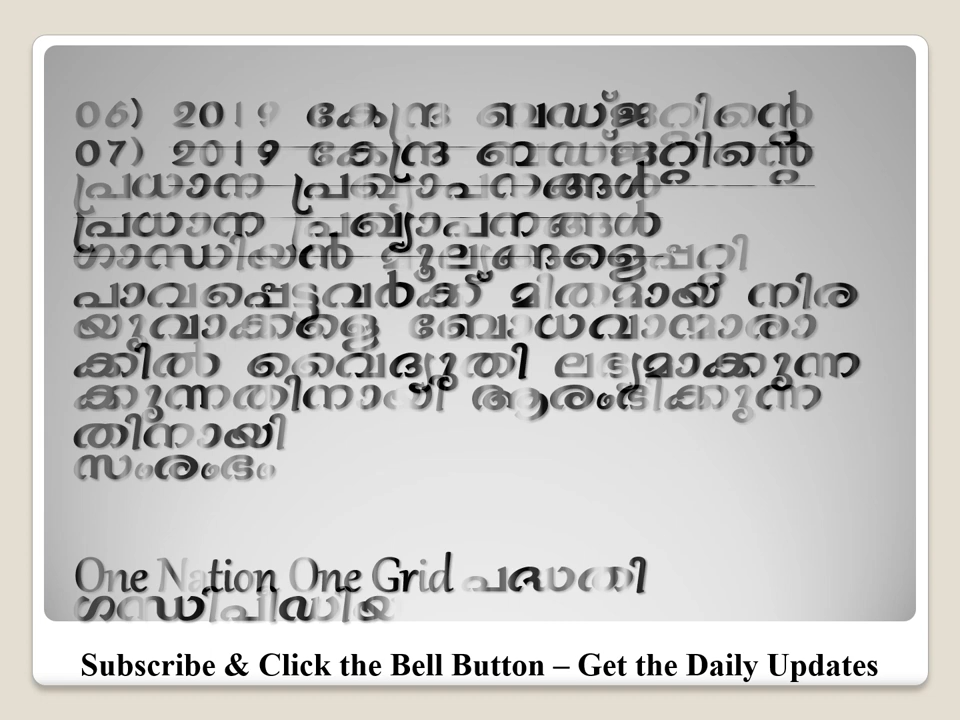 06) 2019 കേന്ദ്ര ബഡ്ജറ്റിന്റെ
07) 2019 കേന്ദ്ര ബഡ്ജറ്റിന്റെ
പ്രധാന പ്രഖ്യാപനങ്ങൾ
പ്രധാന പ്രഖ്യാപനങ്ങൾ
ഗാന്ധിയൻ മൂല്യങ്ങളെപ്പറ്റി
പാവപ്പെട്ടവർക്ക് മിതമായ നിര
യുവാക്കളെ ബോധവാന്മാരാ
ക്കിൽ വൈദ്യുതി ലഭ്യമാക്കുന്ന
ക്കുന്നതിനായി ആരംഭിക്കുന്ന
തിനായി
സംരംഭം
One Nation One Grid പദ്ധതി
ഗാന്ധിപീഡിയ
Subscribe & Click the Bell Button – Get the Daily Updates